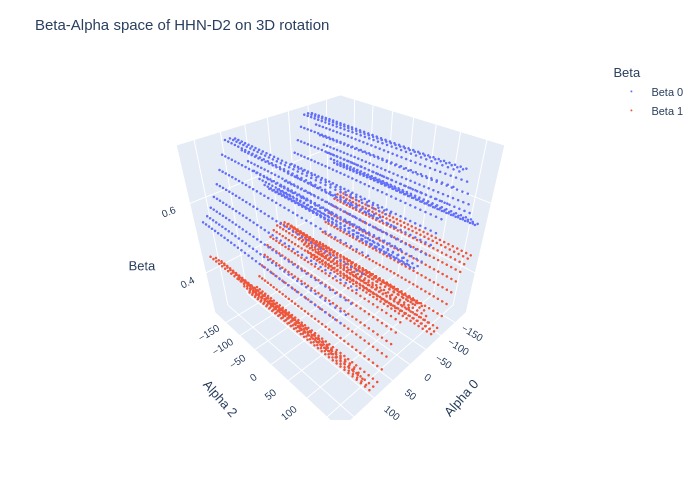 Beta-Alpha space of HHN-D2 on 3D rotation
Beta
Beta 0
Beta 1
0.6
0.4
Beta
−150
−100
−50
0
50
100
Alpha 2
−150
−100
−50
0
50
100
Alpha 0